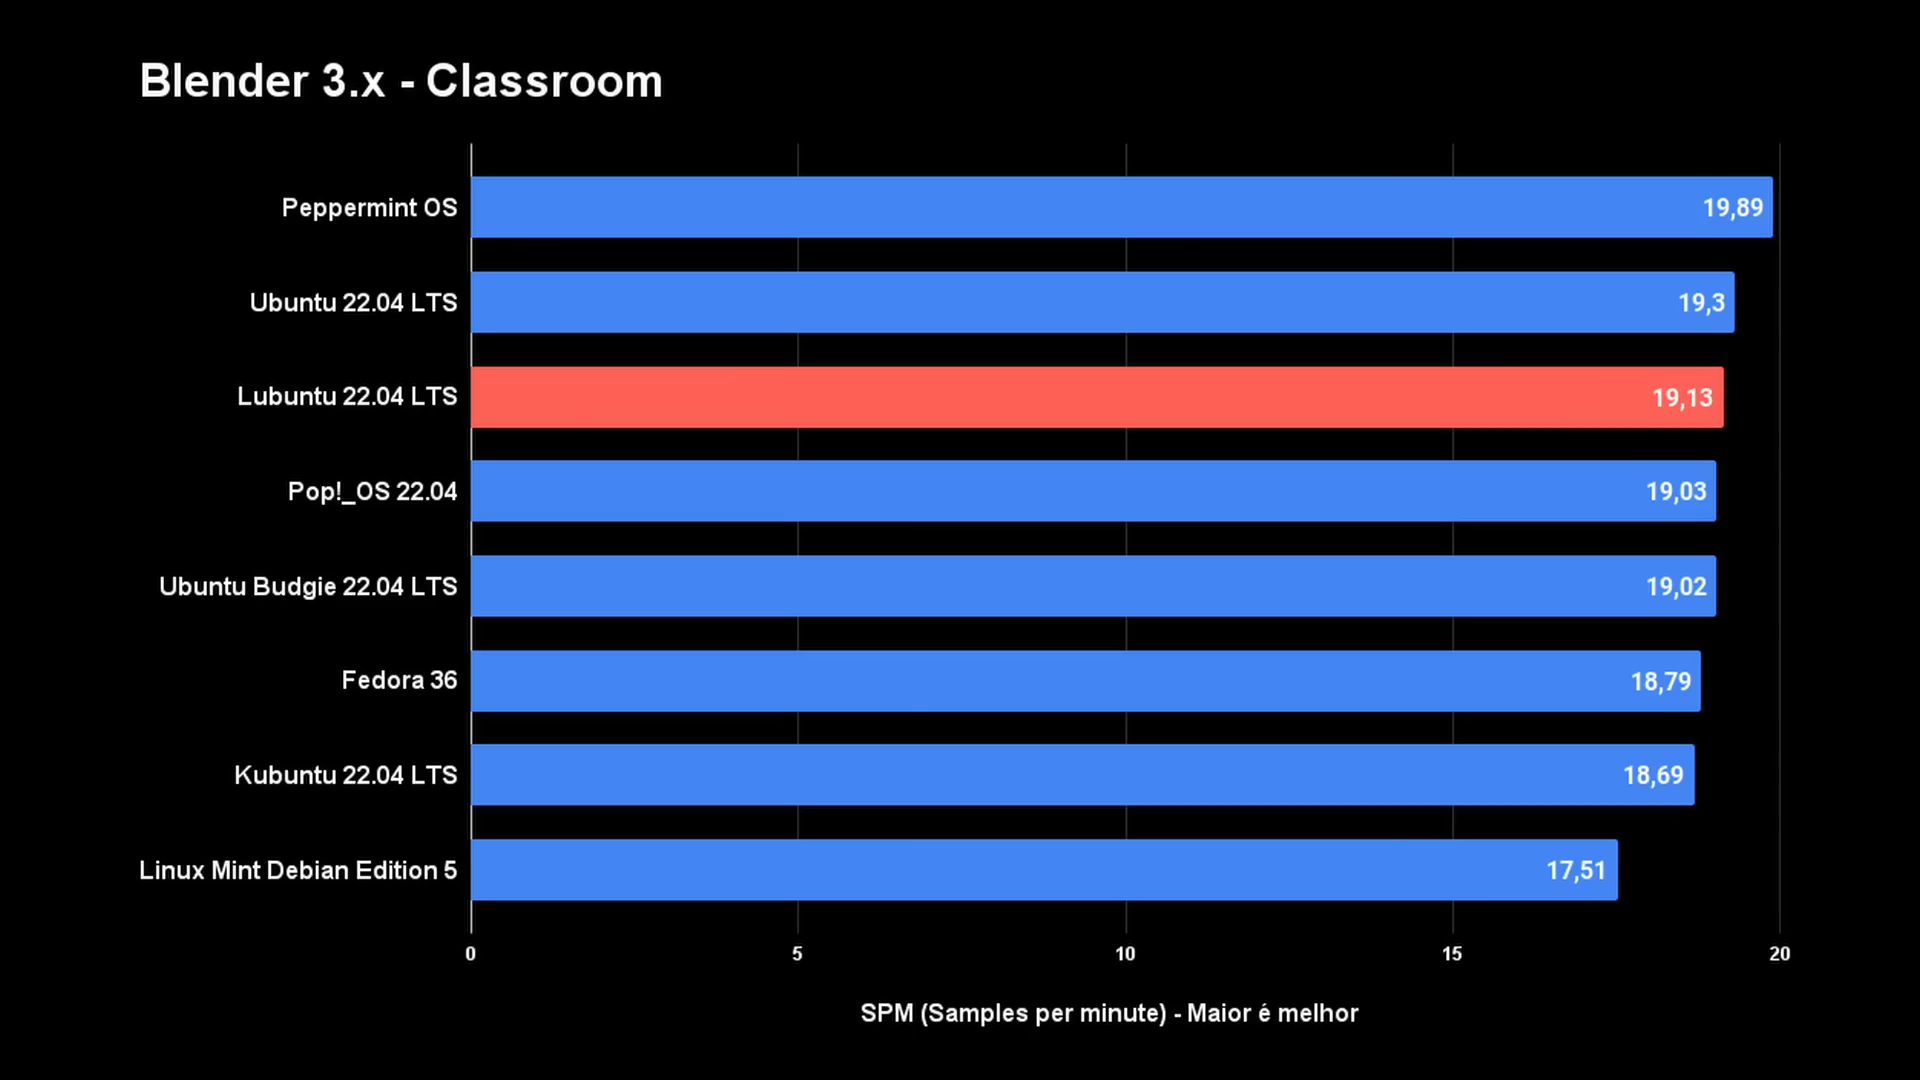 Blender 3.x - Classroom
Peppermint OS 19,89
Ubuntu 22.04 LTS 19,3
Lubuntu 22.04 LTS 19,13
Pop!_OS 22.04 19,03
Ubuntu Budgie 22.04 LTS 19,02
Fedora 36 18,79
Kubuntu 22.04 LTS 18,69
Linux Mint Debian Edition 5 17,51
0 5 10 15 20
SPM (Samples per minute) - Maior é melhor